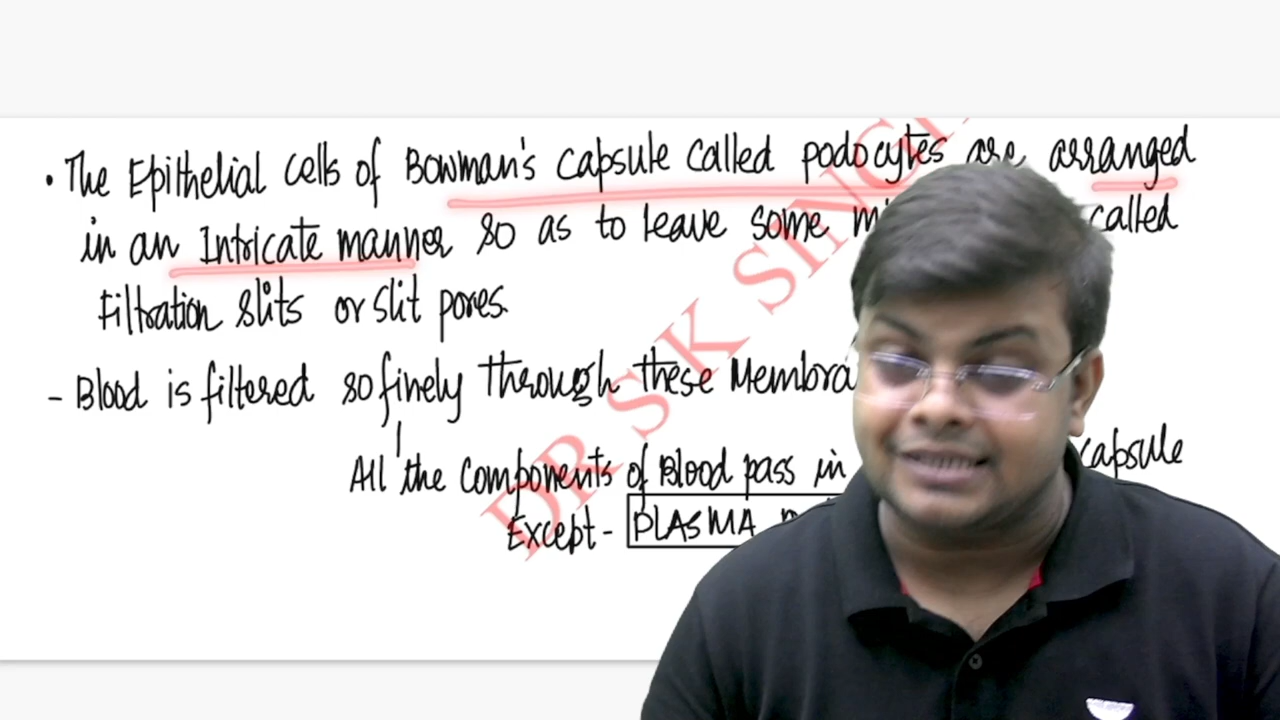 • The Epithelial cells of Bowman's capsule called podocytes are arranged
in an Intricate manner so as to leave some called
Filtration slits or slit pores.
- Blood is filtered so finely through these
All the components of Blood pass in capsule
Except - PLASMA
DR S K